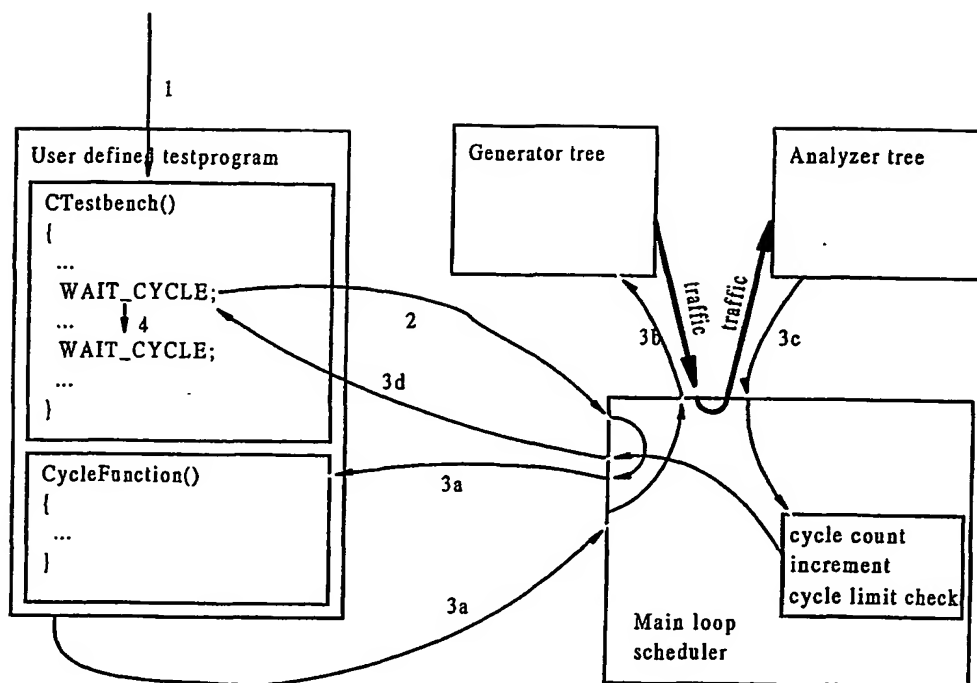 1
User defined testprogram
CTestbench()
{
...
WAIT_CYCLE;
...
4
WAIT_CYCLE;
...
}
CycleFunction()
{
...
}
Generator tree
Analyzer tree
traffic
traffic
2
3b
3c
3d
3a
3a
cycle count
increment
cycle limit check
Main loop
scheduler